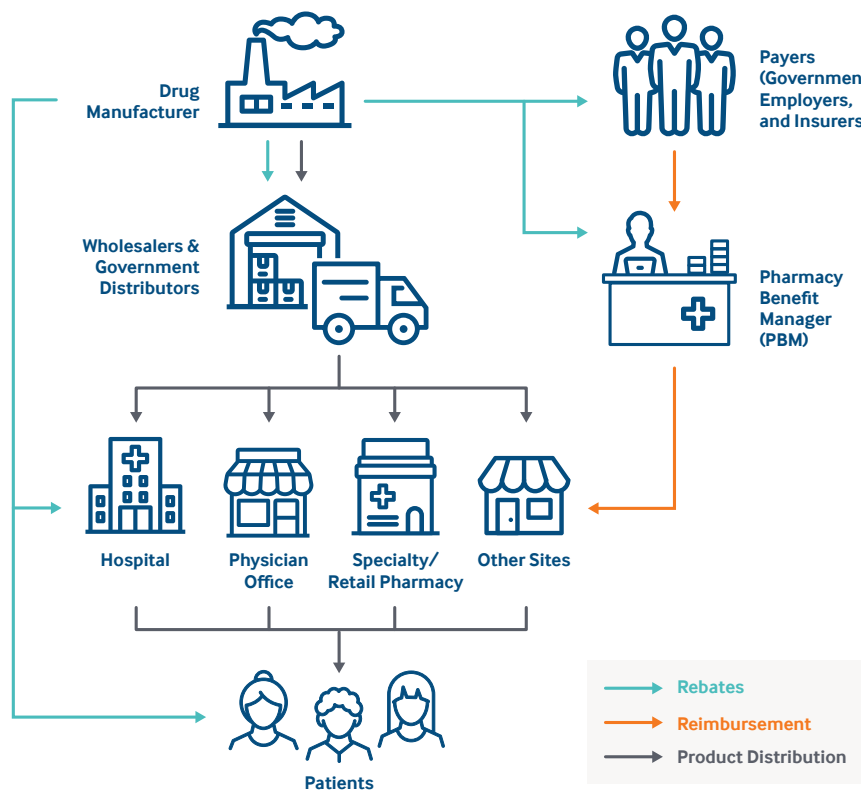 Drug
Manufacturer
Payers
(Governmen
Employers,
and Insurers
Wholesalers &
Government
Distributors
Pharmacy
Benefit
Manager
(PBM)
Hospital
Physician
Office
Specialty/
Retail Pharmacy
Other Sites
Patients
Rebates
Reimbursement
Product Distribution